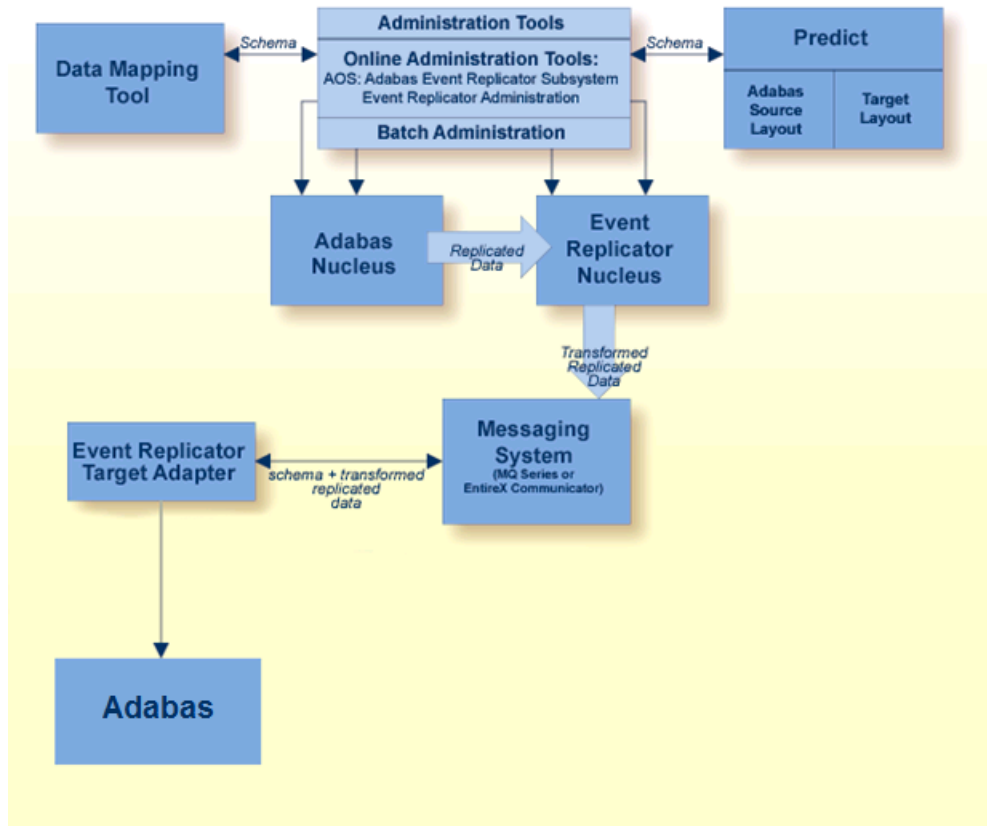 Administration Tools
Data Mapping
Tool
Schema
Online Administration Tools:
AOS: Adabas Event Replicator Subsystem
Event Replicator Administration
Batch Administration
Schema
Predict
Adabas
Source
Layout
Target
Layout
Adabas
Nucleus
Replicated
Data
Event
Replicator
Nucleus
Transformed
Replicated
Data
Event Replicator
Target Adapter
schema + transformed
replicated
data
Messaging
System
(MQ Series or
EntireX Communicator)
Adabas